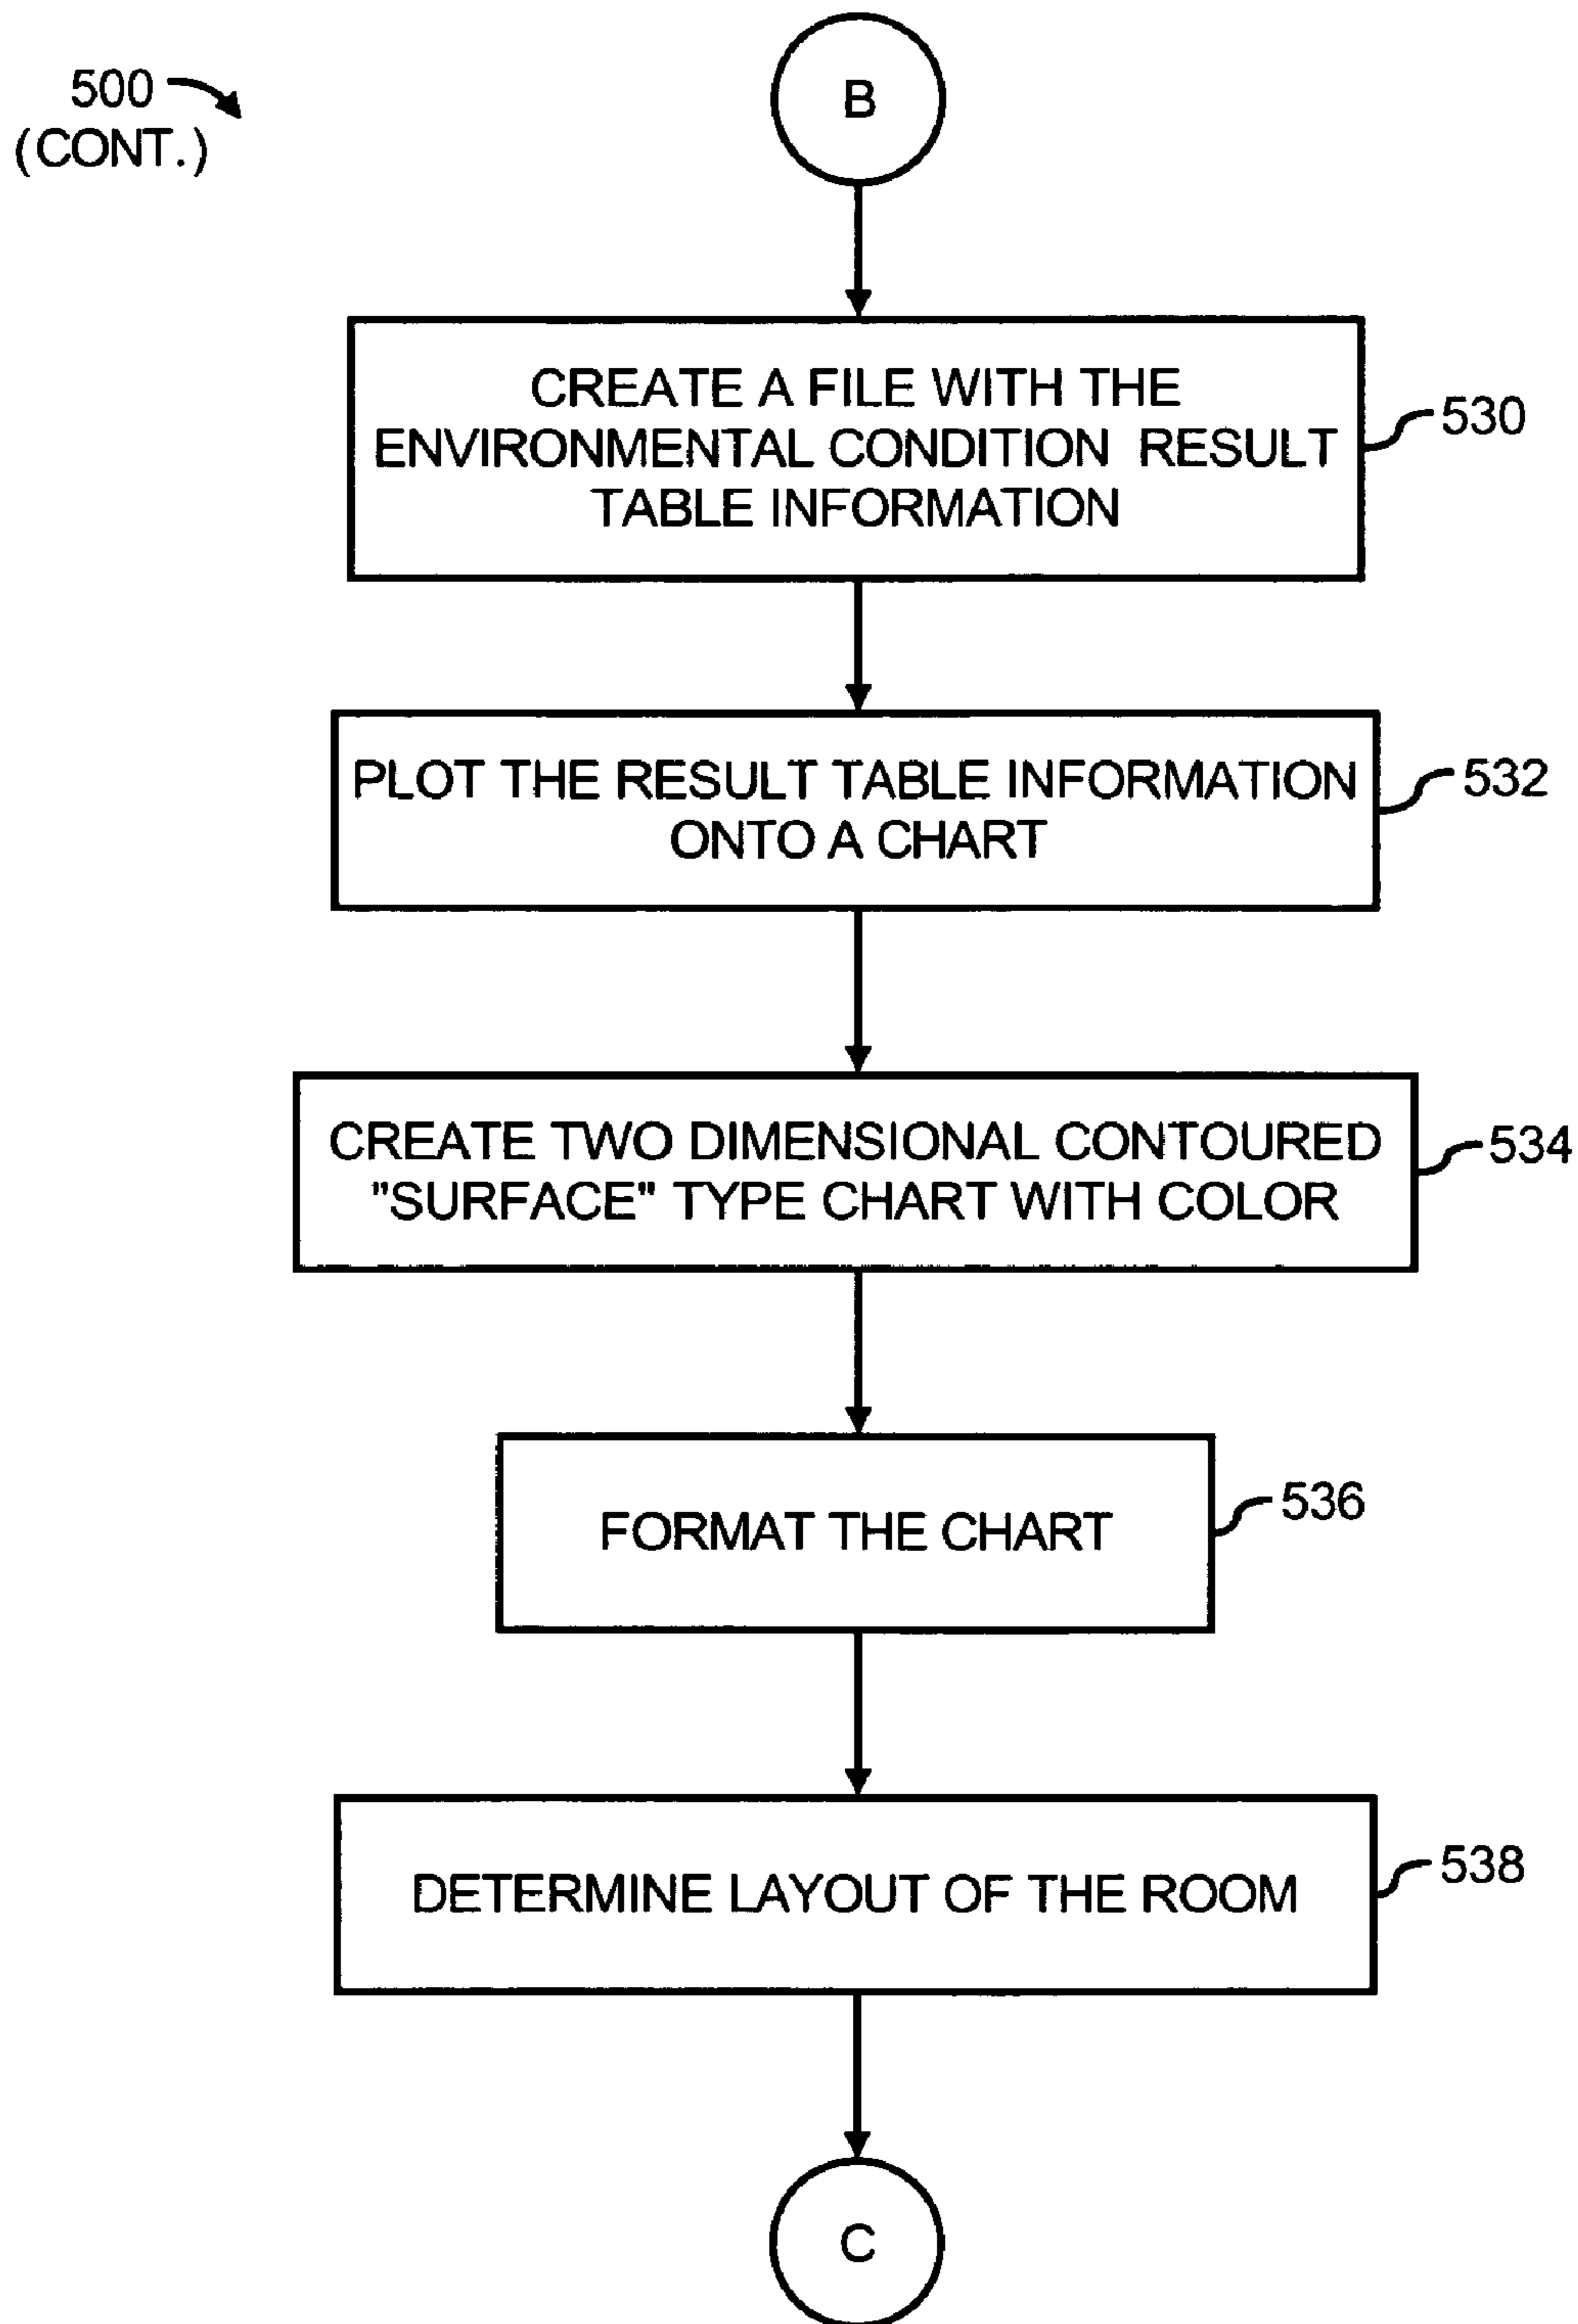 500
(CONT.)
B
CREATE A FILE WITH THE
ENVIRONMENTAL CONDITION RESULT
TABLE INFORMATION
530
PLOT THE RESULT TABLE INFORMATION
ONTO A CHART
532
CREATE TWO DIMENSIONAL CONTOURED
"SURFACE" TYPE CHART WITH COLOR
534
FORMAT THE CHART
536
DETERMINE LAYOUT OF THE ROOM
538
C